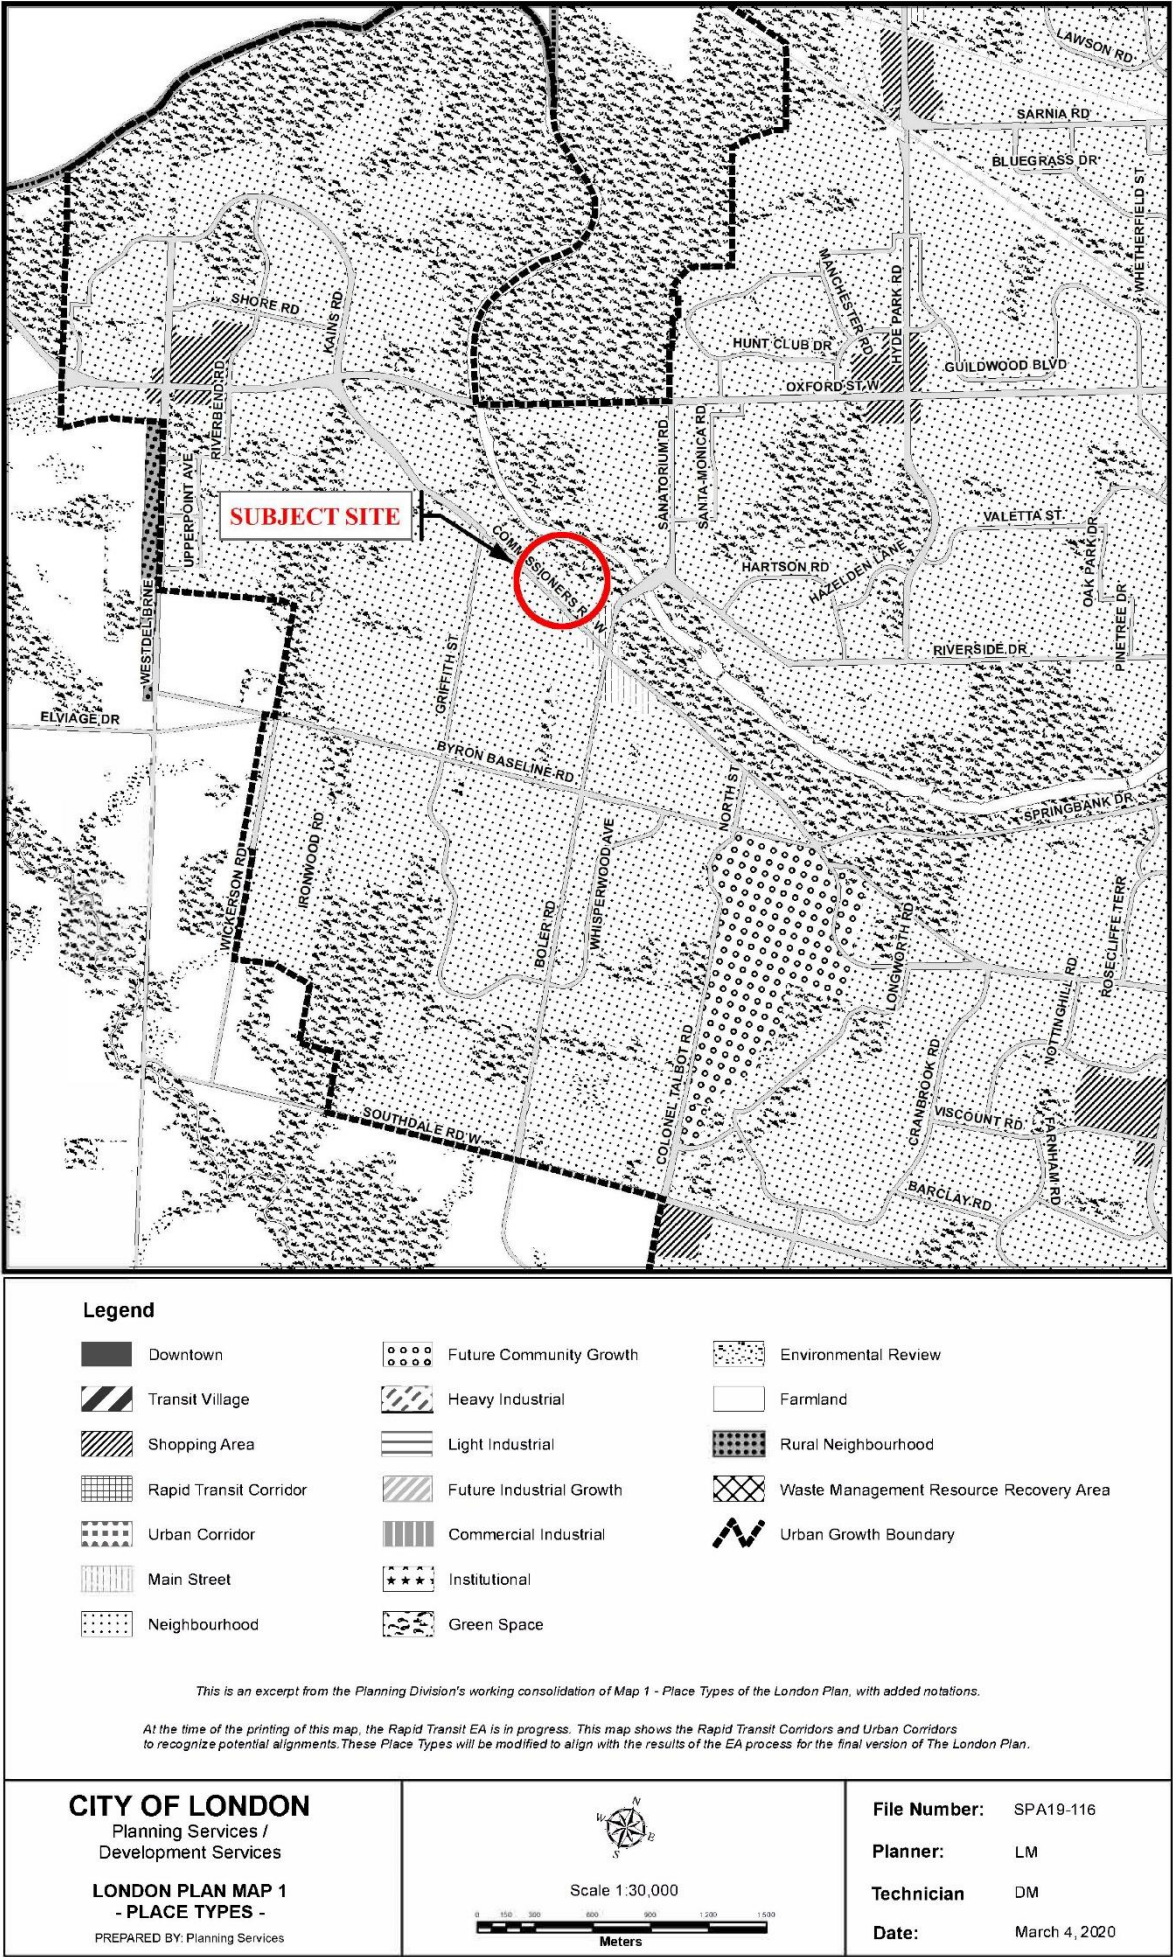 LAWSON RD
SARNIA RD
BLUEGRASS DR
WHETHERFIELD ST
MANCHESTER RD
HYDE PARK RD
SHORE RD
KAINS RD
HUNT CLUB DR
GUILDWOOD BLVD
OXFORD ST W
RIVERBEND RD
SANATORIUM RD
SANTA-MONICA RD
UPPERPOINT AVE
SUBJECT SITE
COMMISSIONERS RD W
VALETTA ST
OAK PARK DR
HARTSON RD
HAZELDEN LANE
PINETREE DR
WESTDEL BRNE
GRIFFITH ST
RIVERSIDE DR
ELVIAGE DR
BYRON BASELINE RD
NORTH ST
SPRINGBANK DR
IRONWOOD RD
WICKERSON RD
WHISPERWOOD AVE
BOLER RD
LONGWORTH RD
ROSECLIFFE TERR
NOTTINGHILL RD
COLONEL TALBOT RD
CRANBROOK RD
VISCOUNT RD
FARNHAM RD
SOUTHDALE RD W
BARCLAY RD
Legend
Downtown
Transit Village
Shopping Area
Rapid Transit Corridor
Urban Corridor
Main Street
Neighbourhood
Future Community Growth
Heavy Industrial
Light Industrial
Future Industrial Growth
Commercial Industrial
Institutional
Green Space
Environmental Review
Farmland
Rural Neighbourhood
Waste Management Resource Recovery Area
Urban Growth Boundary
This is an excerpt from the Planning Division's working consolidation of Map 1 - Place Types of the London Plan, with added notations.
At the time of the printing of this map, the Rapid Transit EA is in progress. This map shows the Rapid Transit Corridors and Urban Corridors
to recognize potential alignments.These Place Types will be modified to align with the results of the EA process for the final version of The London Plan.
CITY OF LONDON
Planning Services /
Development Services
LONDON PLAN MAP 1
- PLACE TYPES -
PREPARED BY: Planning Services
N
W E
S
Scale 1:30,000
0 150 300 600 900 1200 1500
Meters
File Number: SPA19-116
Planner: LM
Technician DM
Date: March 4, 2020